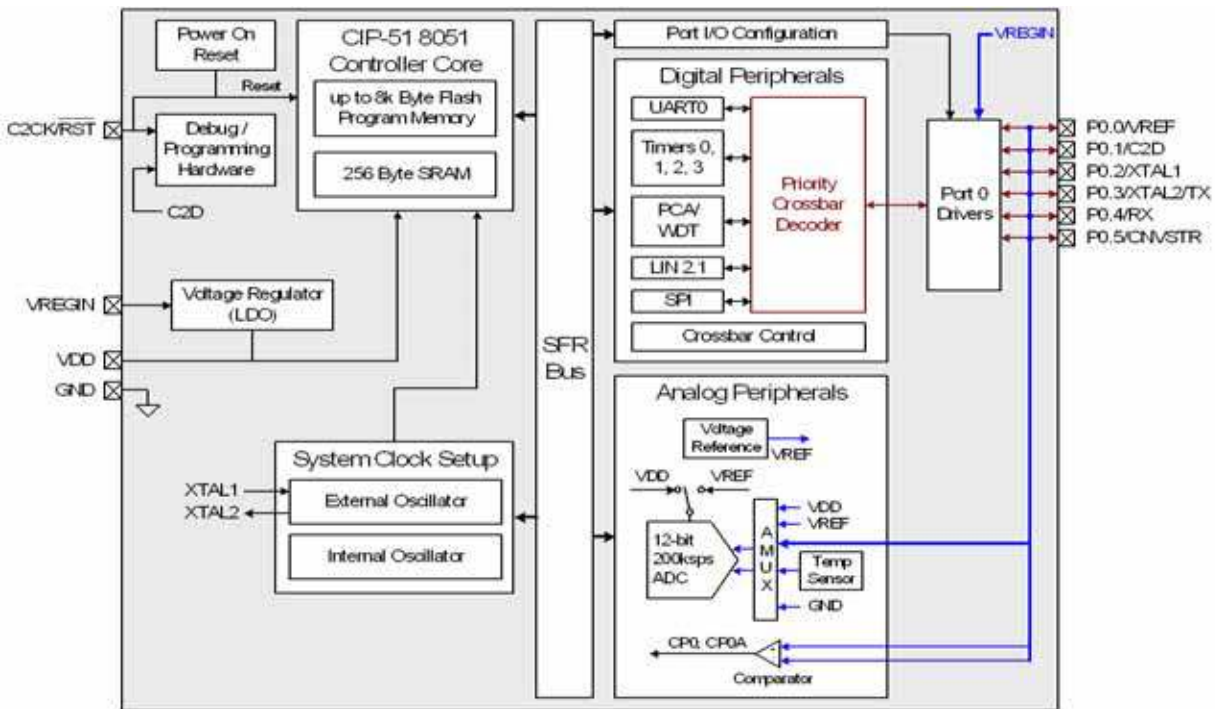 Power On
Reset
Reset
C2CK/RST
Debug /
Programming
Hardware
C2D
CIP-51 8051
Controller Core
up to 8k Byte Flash
Program Memory
256 Byte SRAM
VREGIN
Voltage Regulator
(LDO)
VDD
GND
System Clock Setup
XTAL1
XTAL2
External Oscillator
Internal Oscillator
SFR
Bus
Port I/O Configuration
Digital Peripherals
UART0
Timers 0,
1, 2, 3
PCA/
WDT
LIN 2.1
SPI
Priority
Crossbar
Decoder
Crossbar Control
VREGIN
Port 0
Drivers
P0.0/VREF
P0.1/C2D
P0.2/XTAL1
P0.3/XTAL2/TX
P0.4/RX
P0.5/CNVSTR
Analog Peripherals
Voltage
Reference
VREF
VDD
VREF
12-bit
200ksps
ADC
A
M
U
X
VDD
VREF
Temp
Sensor
GND
CP0, CP0A
+
-
Comparator